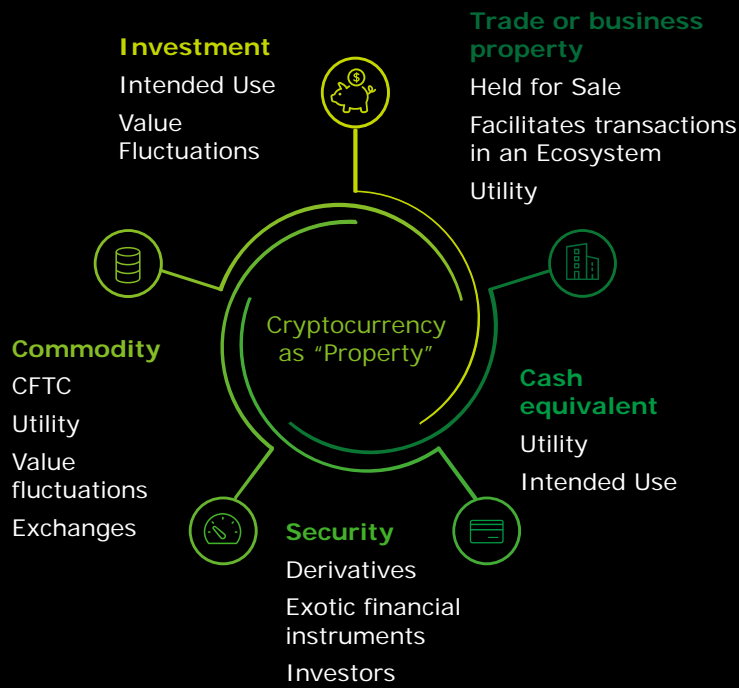 Investment
Intended Use
Value
Fluctuations
Trade or business
property
Held for Sale
Facilitates transactions
in an Ecosystem
Utility
Cryptocurrency
as “Property”
Commodity
CFTC
Utility
Value
fluctuations
Exchanges
Cash
equivalent
Utility
Intended Use
Security
Derivatives
Exotic financial
instruments
Investors
$